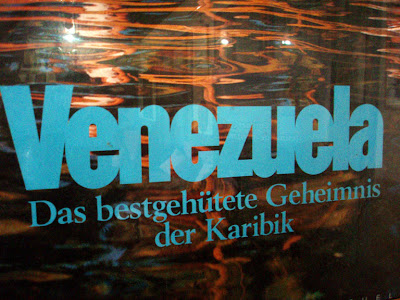 Venezuela
Das bestgehütete Geheimnis
der Karibik